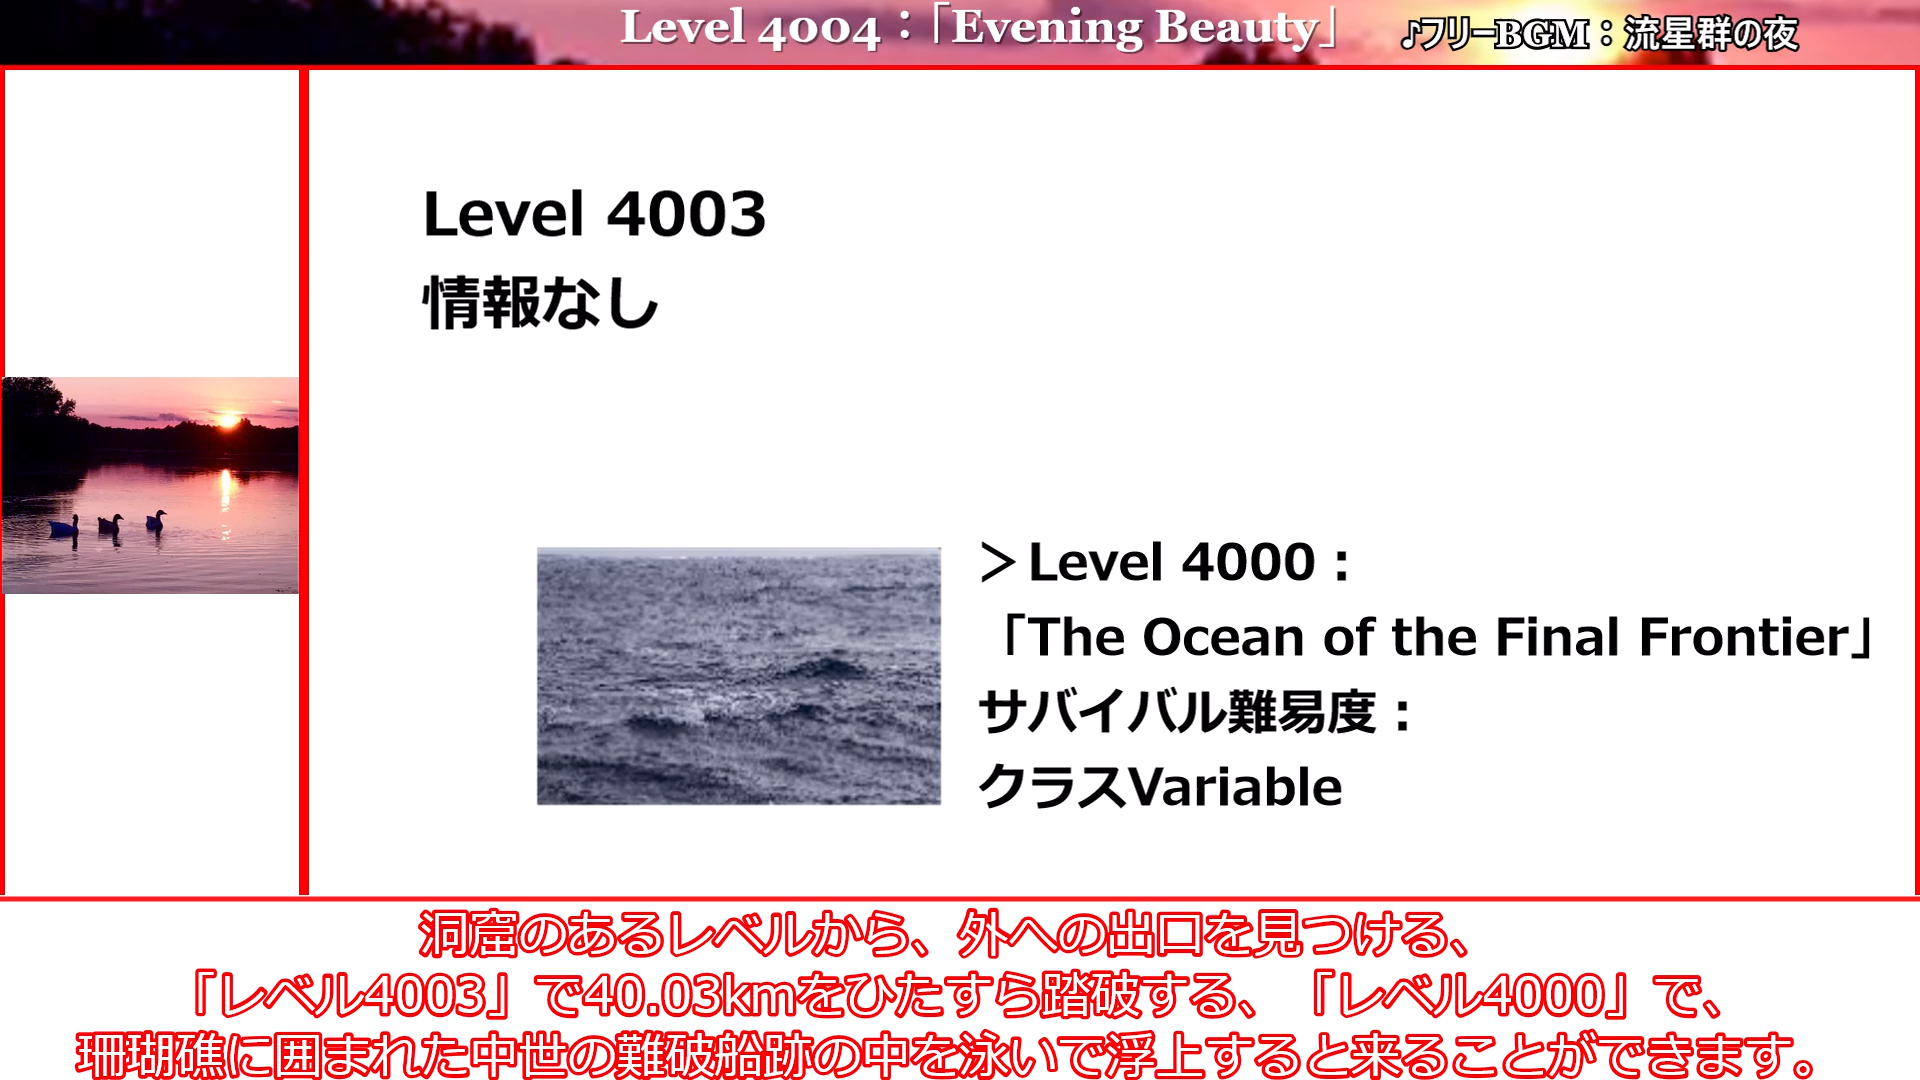 Level 4004：「Evening Beauty」
♪フリーBGM：流星群の夜
Level 4003
情報なし
＞Level 4000：
「The Ocean of the Final Frontier」
サバイバル難易度：
クラスVariable
洞窟のあるレベルから、外への出口を見つける、
「レベル4003」で40.03kmをひたすら踏破する、「レベル4000」で、
珊瑚礁に囲まれた中世の難破船跡の中を泳いで浮上すると来ることができます。